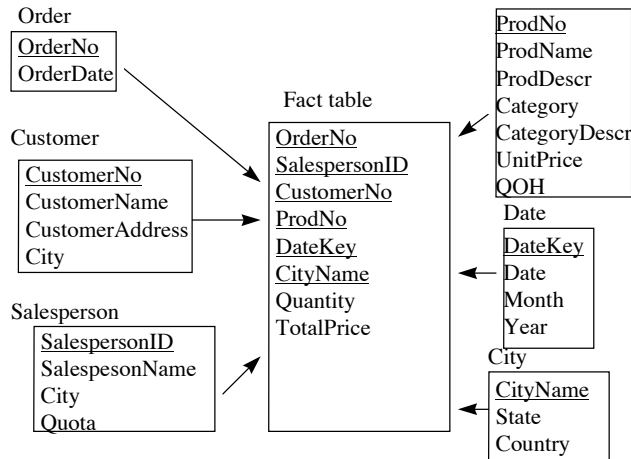 Order
OrderNo
OrderDate
Customer
CustomerNo
CustomerName
CustomerAddress
City
Salesperson
SalespersonID
SalespesonName
City
Quota
Fact table
OrderNo
SalespersonID
CustomerNo
ProdNo
DateKey
CityName
Quantity
TotalPrice
ProdNo
ProdName
ProdDescr
Category
CategoryDescr
UnitPrice
QOH
Date
DateKey
Date
Month
Year
City
CityName
State
Country